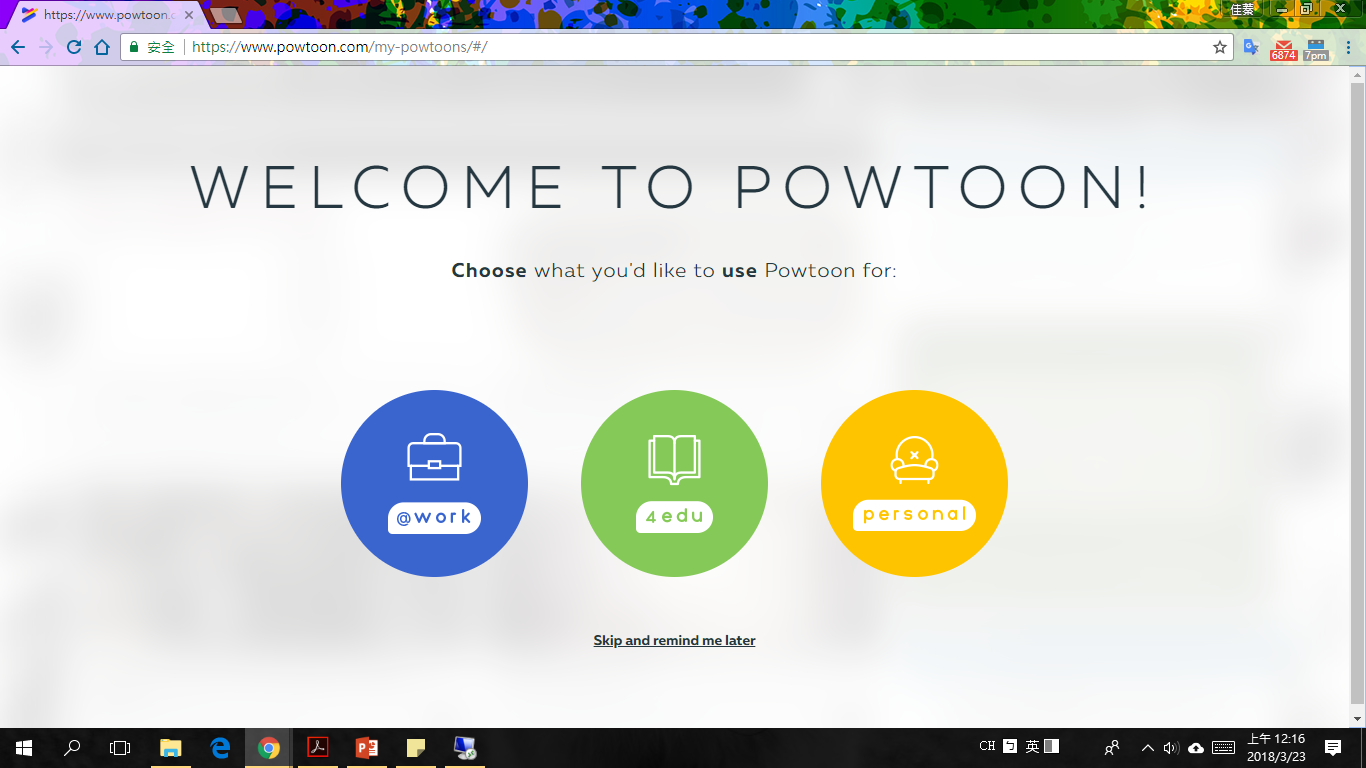 https://www.powtoon.c
佳蓁
安全
https://www.powtoon.com/my-powtoons/#/
6874
7pm
WELCOME TO POWTOON!
Choose what you'd like to use Powtoon for:
@work
4edu
personal
Skip and remind me later
CH
ㄅ
英
上午 12:16
2018/3/23